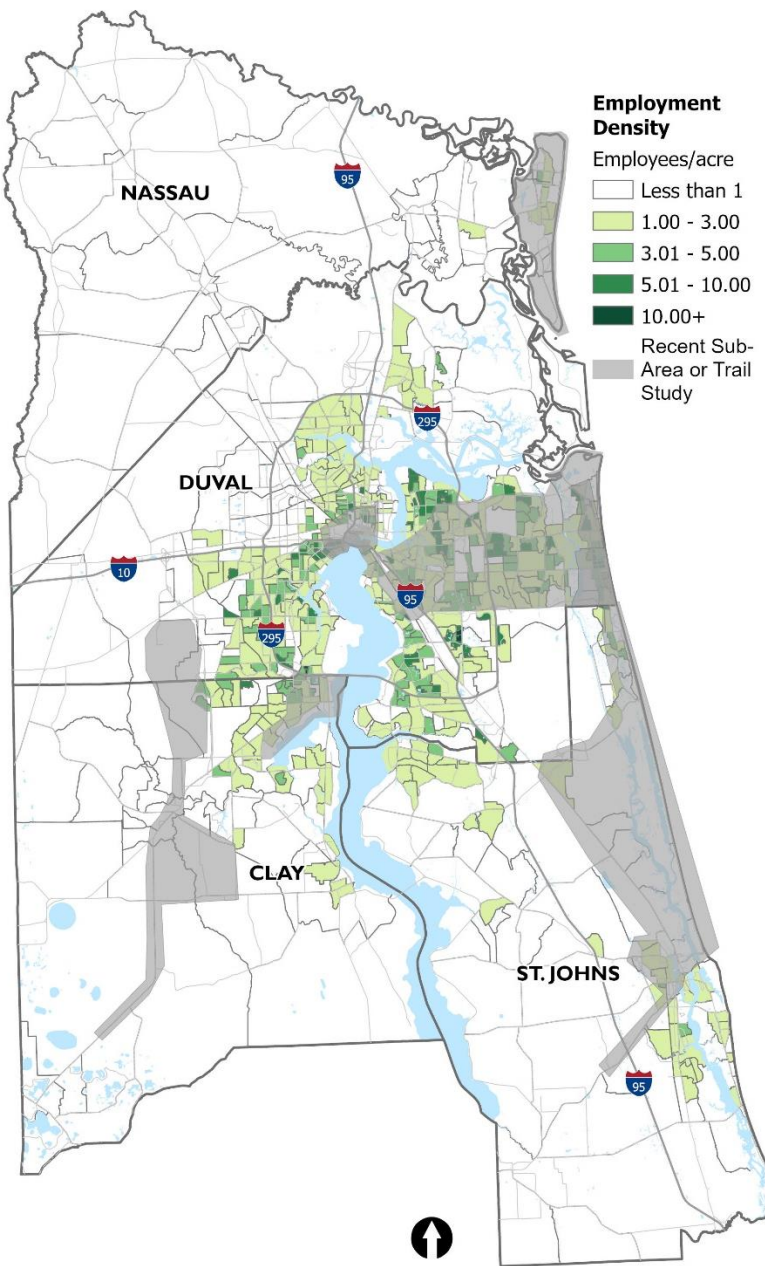 Employment
Density
Employees/acre
Less than 1
1.00 - 3.00
3.01 - 5.00
5.01 - 10.00
10.00+
Recent Sub-
Area or Trail
Study
95
NASSAU
295
DUVAL
10
95
295
CLAY
ST. JOHNS
95